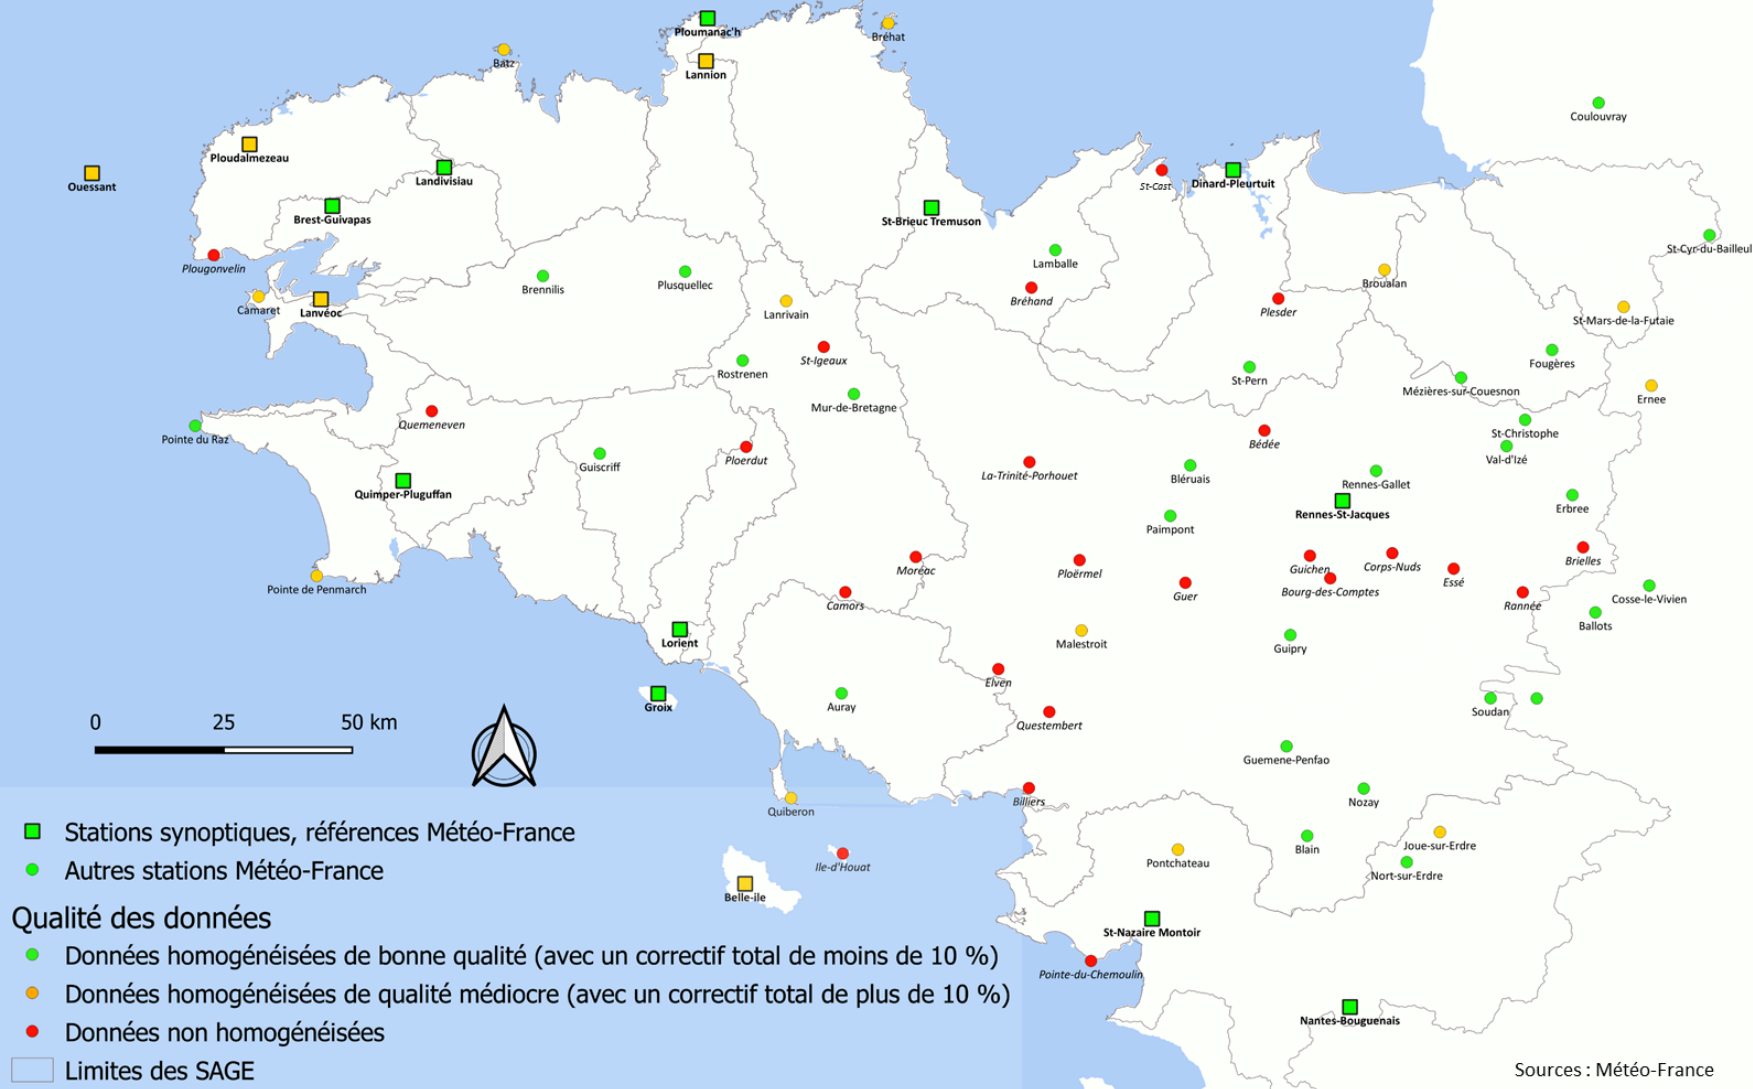 Ploumanac'h
Bréhat
Batz
Lannion
Coulouvray
Ploudalmezeau
Ouessant
Landivisiau
St-Cast
Dinard-Pleurtuit
Brest-Guivapas
St-Brieuc Tremuson
St-Cyr-du-Bailleul
Plougonvelin
Lamballe
Brennilis
Plusquellec
Broualan
Camaret
Lanvéoc
Lanrivain
Bréhand
Plesder
St-Mars-de-la-Futaie
St-Igeaux
Fougères
Rostrenen
St-Pern
Mézières-sur-Couesnon
Ernee
Mur-de-Bretagne
Quemeneven
Pointe du Raz
St-Christophe
Bédée
Guiscriff
Ploerdut
Val-d'Izé
La-Trinité-Porhouet
Bléruais
Rennes-Gallet
Quimper-Pluguffan
Erbree
Rennes-St-Jacques
Paimpont
Brielles
Moréac
Ploërmel
Guichen
Corps-Nuds
Essé
Pointe de Penmarch
Guer
Bourg-des-Comptes
Cosse-le-Vivien
Camors
Rannée
Ballots
Lorient
Malestroit
Guipry
Elven
Groix
Auray
Soudan
Questembert
0 25 50 km
Guemene-Penfao
Billiers
Nozay
Quiberon
Stations synoptiques, références Météo-France
Joue-sur-Erdre
Blain
Pontchateau
Ile-d'Houat
Autres stations Météo-France
Nort-sur-Erdre
Belle-ile
Qualité des données
St-Nazaire Montoir
Données homogénéisées de bonne qualité (avec un correctif total de moins de 10 %)
Pointe-du-Chemoulin
Données homogénéisées de qualité médiocre (avec un correctif total de plus de 10 %)
Nantes-Bouguenais
Données non homogénéisées
Limites des SAGE
Sources : Météo-France